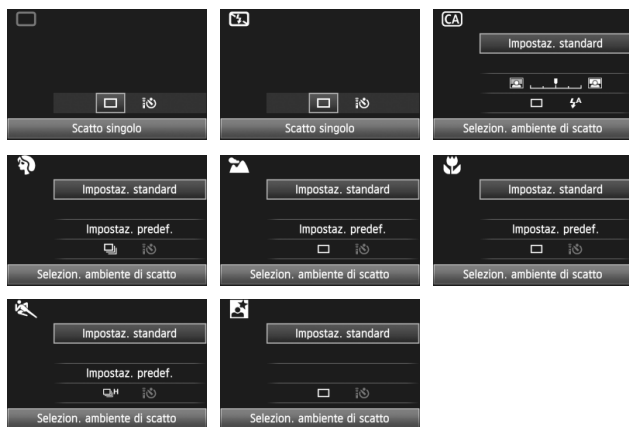 CA
Impostaz. standard
A
Scatto singolo
Scatto singolo
Selezion. ambiente di scatto
Impostaz. standard
Impostaz. predef.
Selezion. ambiente di scatto
Impostaz. standard
Impostaz. predef.
Selezion. ambiente di scatto
Impostaz. standard
Impostaz. predef.
Selezion. ambiente di scatto
Impostaz. standard
Impostaz. predef.
H
Selezion. ambiente di scatto
Impostaz. standard
Selezion. ambiente di scatto